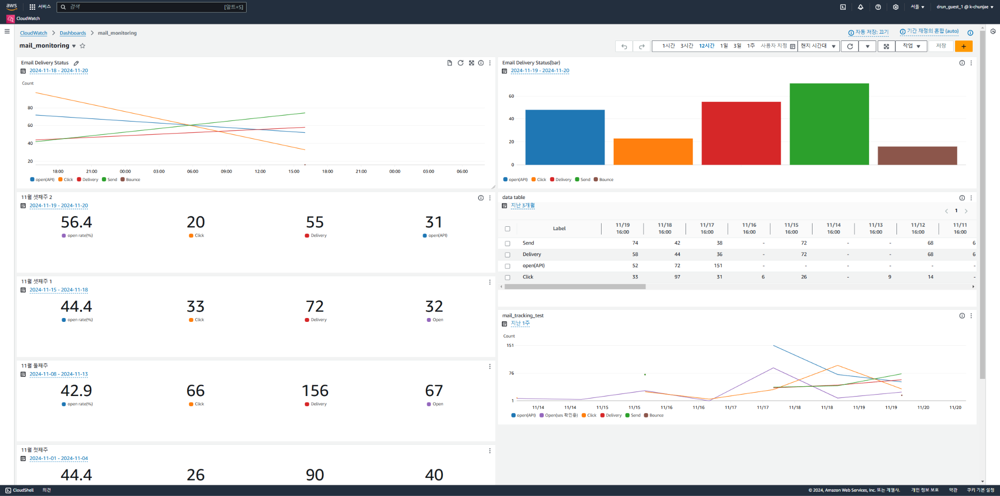 aws 서비스 검색 [알트+S] 서울 drun_guest_1 @ k-chunjae
CloudWatch
CloudWatch Dashboards mail_monitoring
자동 저장: 끄기 기간 재정의 혼합 (auto)
mail_monitoring
1시간 3시간 12시간 1일 3일 1주 사용자 지정 현지 시간대 작업 저장 +
Email Delivery Status
2024-11-18 - 2024-11-20
Count
80
60
40
20
18:00 21:00 00:00 03:00 06:00 09:00 12:00 15:00 18:00 21:00 00:00 03:00 06:00
open(API) Click Delivery Send Bounce
Email Delivery Status(bar)
2024-11-19 - 2024-11-20
60
40
20
0
open(API) Click Delivery Send Bounce
11월 셋째주 2
2024-11-19 - 2024-11-20
56.4 20 55 31
open rate(%) Click Delivery open(API)
data table
지난 3개월
1
Label 11/19 16:00 11/18 16:00 11/17 16:00 11/16 16:00 11/15 16:00 11/14 16:00 11/13 16:00 11/12 16:00 11/11 16:00
Send 74 42 38 - 72 - - 68 6
Delivery 58 44 36 - 72 - - 68 6
open(API) 52 72 151 - - - - - -
Click 33 97 31 6 26 - 9 14 -
11월 셋째주 1
2024-11-15 - 2024-11-18
44.4 33 72 32
open rate(%) Click Delivery Open
mail_tracking_test
지난 1주
Count
151
76
1
11/14 11/14 11/15 11/15 11/16 11/16 11/17 11/17 11/18 11/18 11/19 11/19 11/20 11/20
open(API) Open(ses 확인용) Click Delivery Send Bounce
11월 둘째주
2024-11-08 - 2024-11-13
42.9 66 156 67
open rate(%) Click Delivery Open
11월 첫째주
2024-11-01 - 2024-11-04
44.4 26 90 40
CloudShell 의견 © 2024, Amazon Web Services, Inc. 또는 계열사. 개인 정보 보호 약관 쿠키 기본 설정